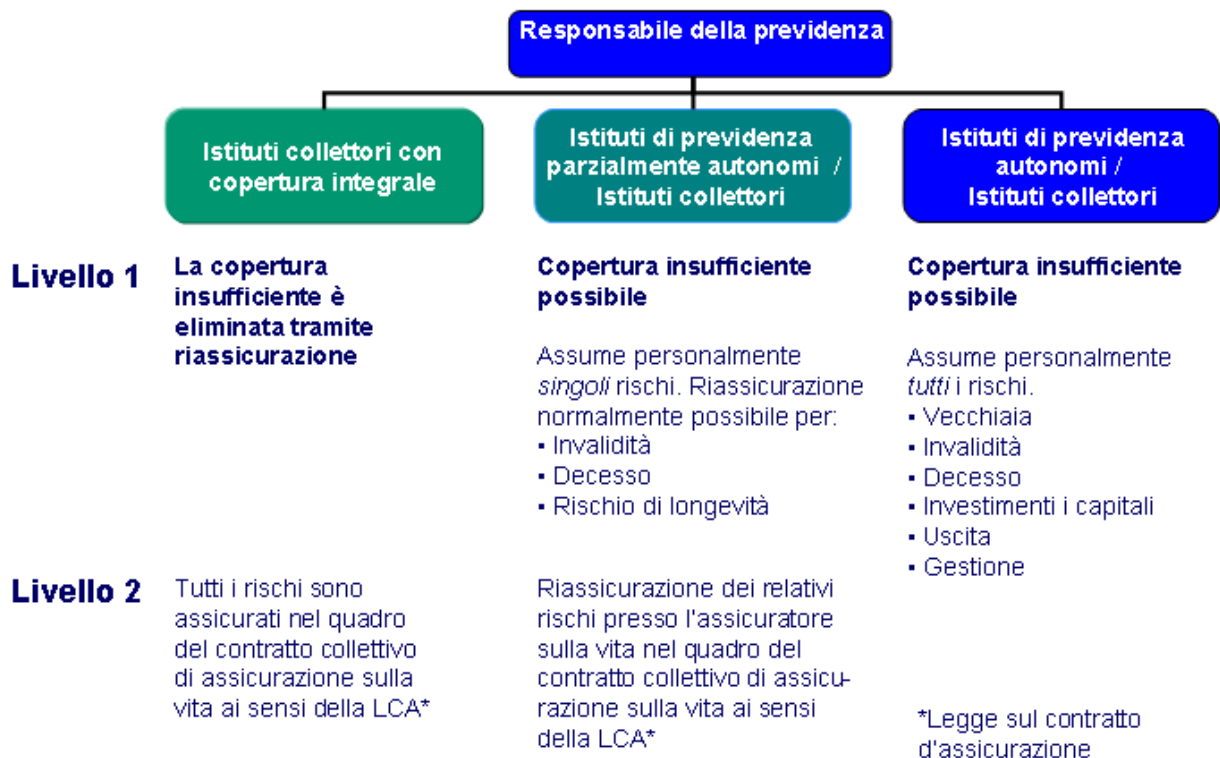 Responsabile della previdenza
Istituti collettori con
copertura integrale
Istituti di previdenza
parzialmente autonomi /
Istituti collettori
Istituti di previdenza
autonomi /
Istituti collettori
Livello 1
La copertura
insufficiente è
eliminata tramite
riassicurazione
Copertura insufficiente
possibile
Assume personalmente
singoli rischi. Riassicurazione
normalmente possibile per:
▪ Invalidità
▪ Decesso
▪ Rischio di longevità
Copertura insufficiente
possibile
Assume personalmente
tutti i rischi.
▪ Vecchiaia
▪ Invalidità
▪ Decesso
▪ Investimenti i capitali
▪ Uscita
▪ Gestione
Livello 2
Tutti i rischi sono
assicurati nel quadro
del contratto collettivo
di assicurazione sulla
vita ai sensi della LCA*
Riassicurazione dei relativi
rischi presso l'assicuratore
sulla vita nel quadro del
contratto collettivo di assicu-
razione sulla vita ai sensi
della LCA*
*Legge sul contratto
d'assicurazione